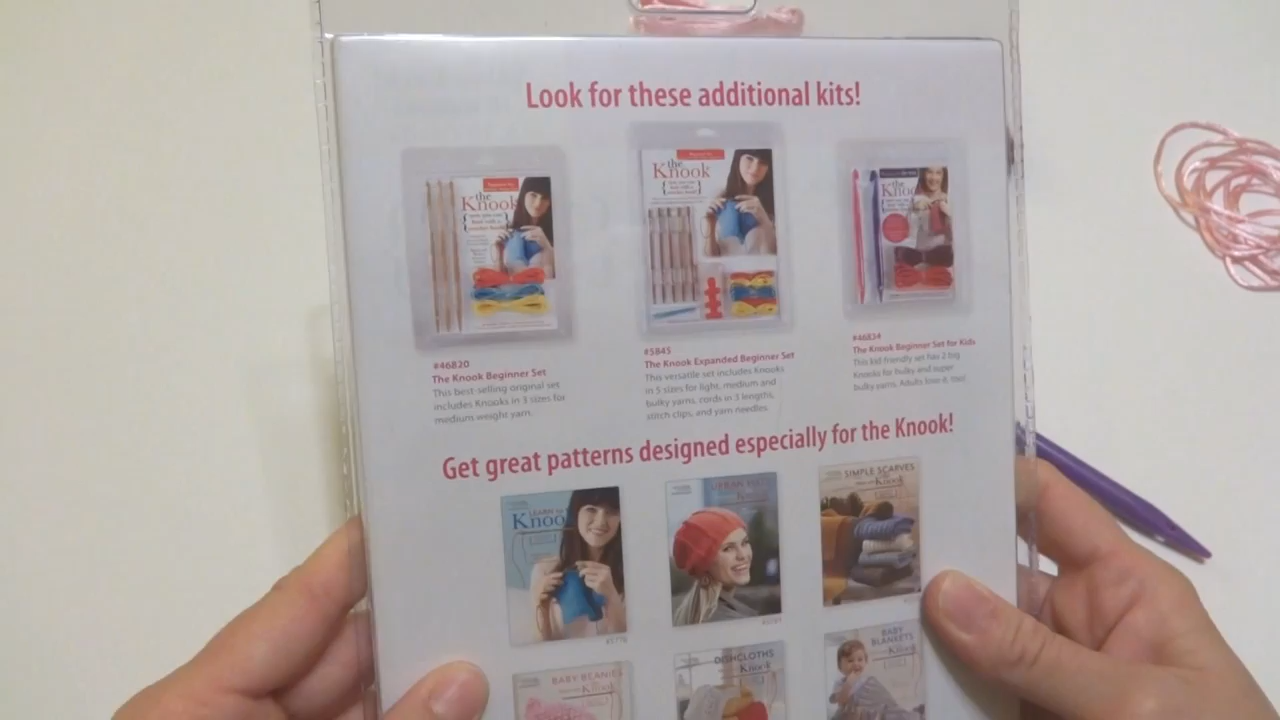 Look for these additional kits!
the
Knook
the
Knook
the
#46820
The Knook Beginner Set
This best-selling original set
includes Knooks in 3 sizes for
medium weight yarn.
#5845
The Knook Expanded Beginner Set
This versatile set includes Knooks
in 5 sizes for light, medium and
bulky yarns, cords in 3 lengths,
stitch clips, and yarn needles.
#46834
The Knook Beginner Set for Kids
This kid friendly set has 2 big
Knooks for bulky and super
bulky yarns. Adults love it, too!
Get great patterns designed especially for the Knook!
LEARN
Knoo
Knook
SIMPLE SCARVES
Knook
BABY BEANIES
Knook
DISHCLOTHS
Knook
BABY
BLANKETS
Knook